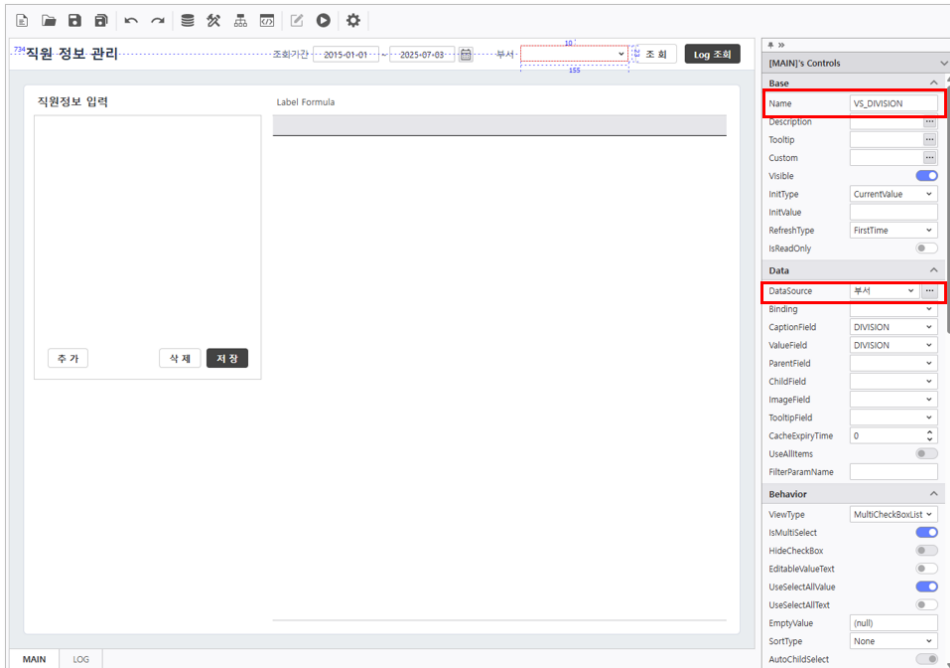 734 직원 정보 관리 조회기간 2015-01-01 ~ 2025-07-03 부서 10 155 조 회 Log 조회
직원정보 입력
Label Formula
추 가 삭 제 저 장
MAIN LOG
[MAIN]'s Controls
Base
Name VS_DIVISION
Description
Tooltip
Custom
Visible
InitType CurrentValue
InitValue
RefreshType FirstTime
IsReadOnly
Data
DataSource 부서
Binding
CaptionField DIVISION
ValueField DIVISION
ParentField
ChildField
ImageField
TooltipField
CacheExpiryTime 0
UseAllItems
FilterParamName
Behavior
ViewType MultiCheckBoxList
IsMultiSelect
HideCheckBox
EditableValueText
UseSelectAllValue
UseSelectAllText
EmptyValue (null)
SortType None
AutoChildSelect